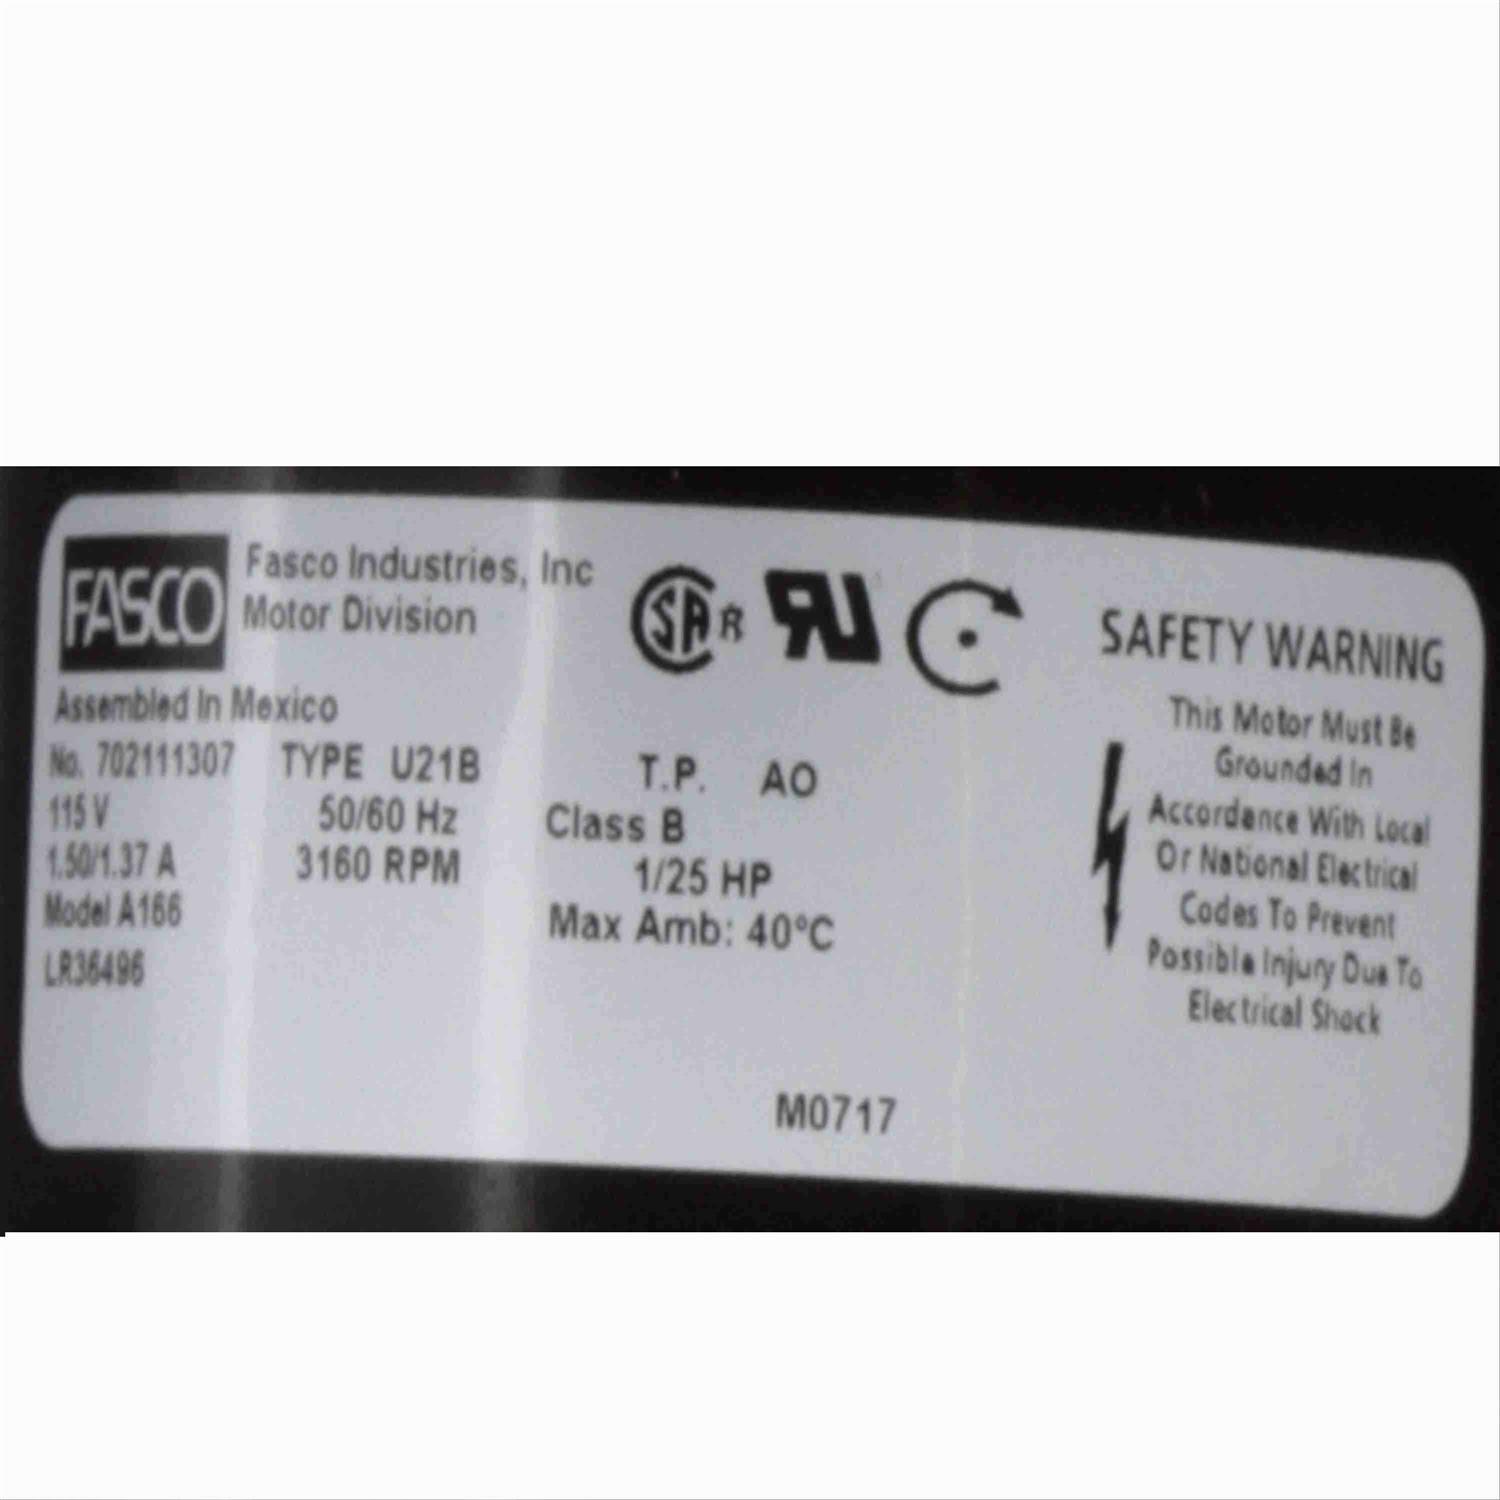 FASCO
Fasco Industries, Inc
Motor Division
Assembled In Mexico
No. 702111307 TYPE U21B
115 V 50/60 Hz
1.50/1.37 A 3160 RPM
Model A166
LR36496
SA R
RU
T.P. AO
Class B
1/25 HP
Max Amb: 40°C
M0717
SAFETY WARNING
This Motor Must Be
Grounded In
Accordance With Local
Or National Electrical
Codes To Prevent
Possible Injury Due To
Electrical Shock